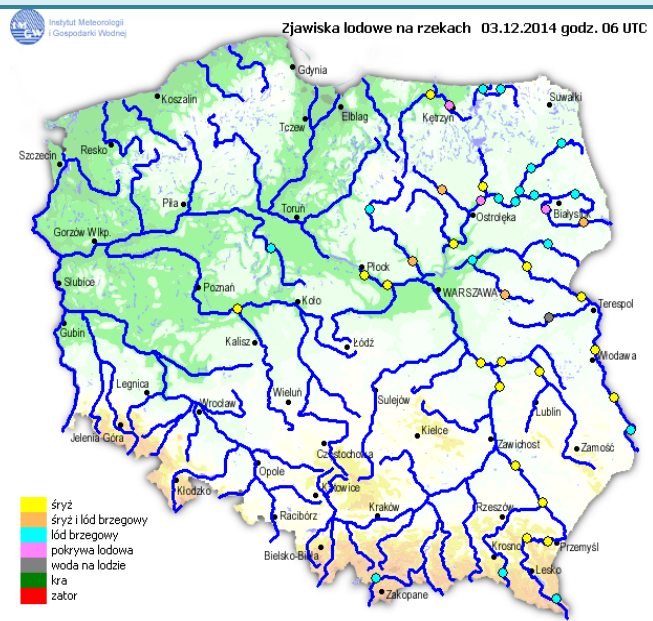 Instytut Meteorologii
i Gospodarki Wodnej
Zjawiska lodowe na rzekach 03.12.2014 godz. 06 UTC
Gdynia
Koszalin
Suwałki
Elbląg
Kętrzyn
Tczew
Resko
Szczecin
Piła
Toruń
Ostrołęka
Białystok
Gorzów Wlkp.
Płock
Słubice
Poznań
Koło
WARSZAWA
Terespol
Gubin
Kalisz
Łódź
Włodawa
Legnica
Wieluń
Wrocław
Sulejów
Lublin
Jelenia Góra
Kielce
Zawichost
Częstochowa
Zamość
Opole
Kłodzko
Katowice
Racibórz
Kraków
Rzeszów
Bielsko-Biała
Krosno
Przemyśl
Lesko
Zakopane
śryż
śryż i lód brzegowy
lód brzegowy
pokrywa lodowa
woda na lodzie
kra
zator